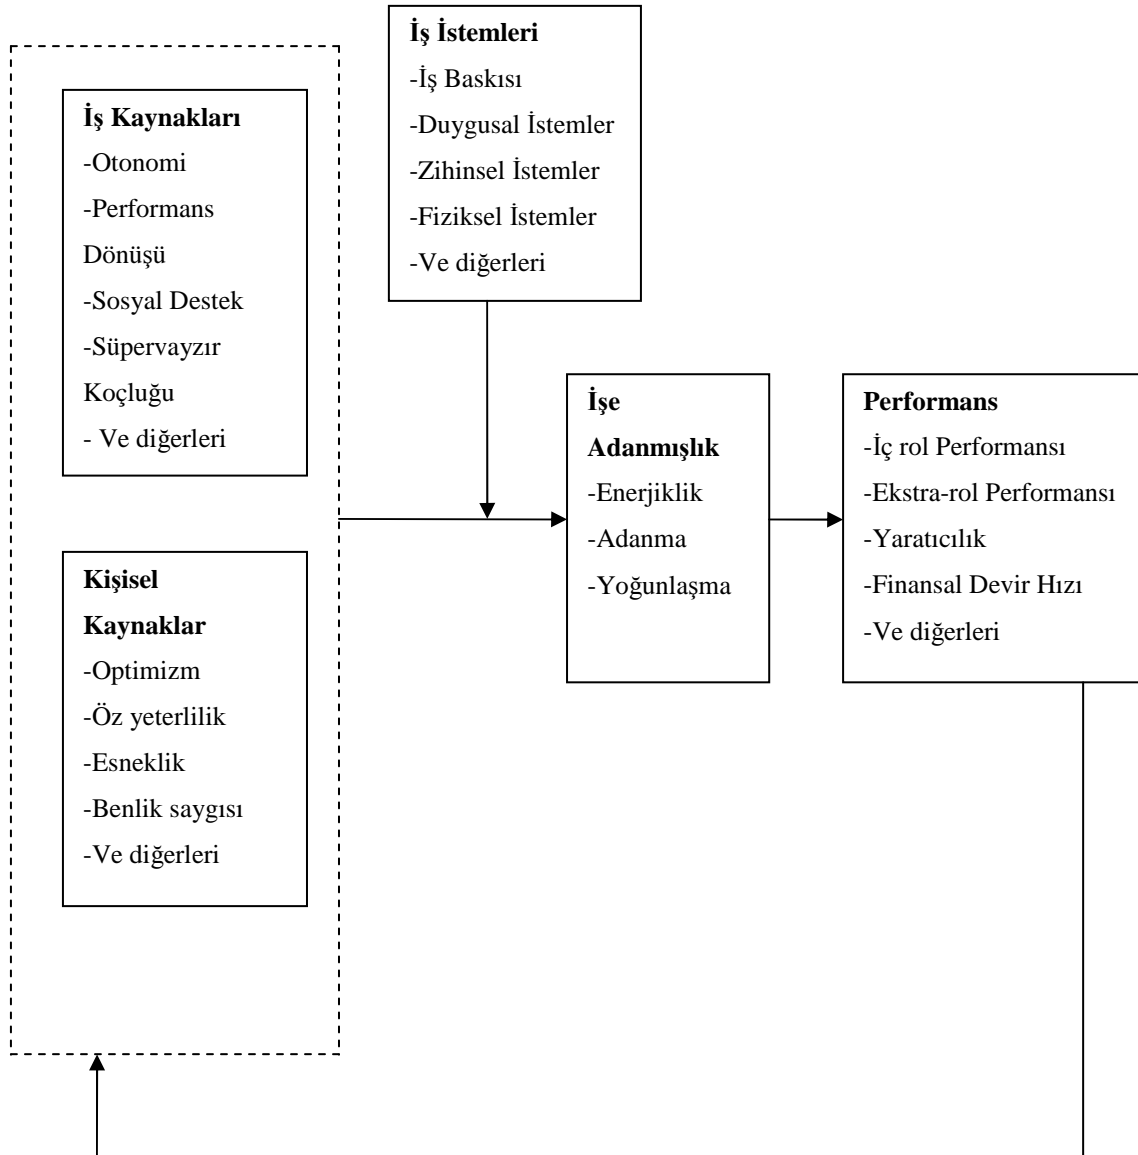 İş İstemleri
-İş Baskısı
-Duygusal İstemler
-Zihinsel İstemler
-Fiziksel İstemler
-Ve diğerleri
İş Kaynakları
-Otonomi
-Performans
Dönüşü
-Sosyal Destek
-Süpervayzır
Koçluğu
- Ve diğerleri
Kişisel
Kaynaklar
-Optimizm
-Öz yeterlilik
-Esneklik
-Benlik saygısı
-Ve diğerleri
İşe
Adanmışlık
-Enerjiklik
-Adanma
-Yoğunlaşma
Performans
-İç rol Performansı
-Ekstra-rol Performansı
-Yaratıcılık
-Finansal Devir Hızı
-Ve diğerleri